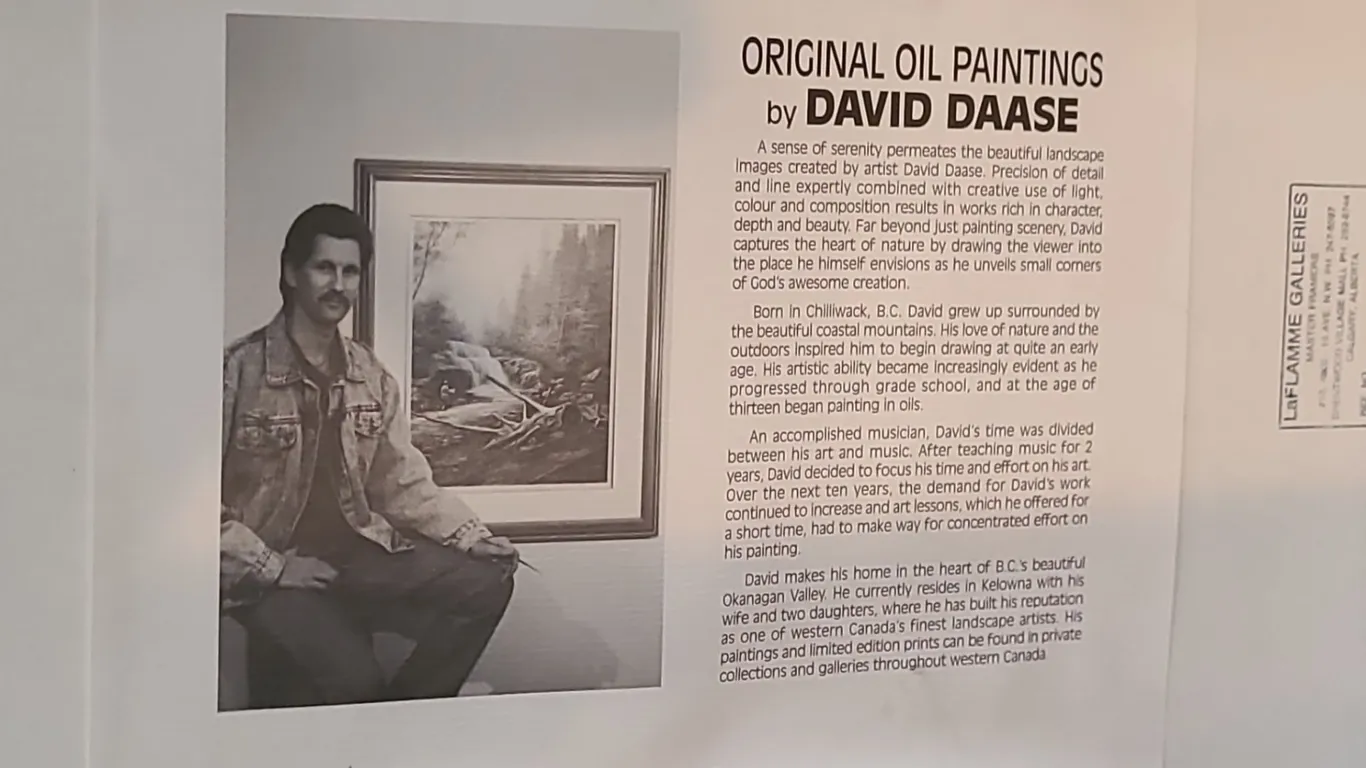 ORIGINAL OIL PAINTINGS
by DAVID DAASE
A sense of serenity permeates the beautiful landscape
images created by artist David Daase. Precision of detail
and line expertly combined with creative use of light,
colour and composition results in works rich in character,
depth and beauty. Far beyond just painting scenery, David
captures the heart of nature by drawing the viewer into
the place he himself envisions as he unveils small corners
of God's awesome creation.
Born in Chilliwack, B.C. David grew up surrounded by
the beautiful coastal mountains. His love of nature and the
outdoors inspired him to begin drawing at quite an early
age. His artistic ability became increasingly evident as he
progressed through grade school, and at the age of
thirteen began painting in oils.
An accomplished musician, David's time was divided
between his art and music. After teaching music for 2
years, David decided to focus his time and effort on his art.
Over the next ten years, the demand for David's work
continued to increase and art lessons, which he offered for
a short time, had to make way for concentrated effort on
his painting.
David makes his home in the heart of B.C.'s beautiful
Okanagan Valley. He currently resides in Kelowna with his
wife and two daughters, where he has built his reputation
as one of western Canada's finest landscape artists. His
paintings and limited edition prints can be found in private
collections and galleries throughout western Canada
LaFLAMME GALLERIES
MASTER FRAMERS
AVE. N.W. PH.
VILLAGE MALL PH.
CALGARY, ALBERTA